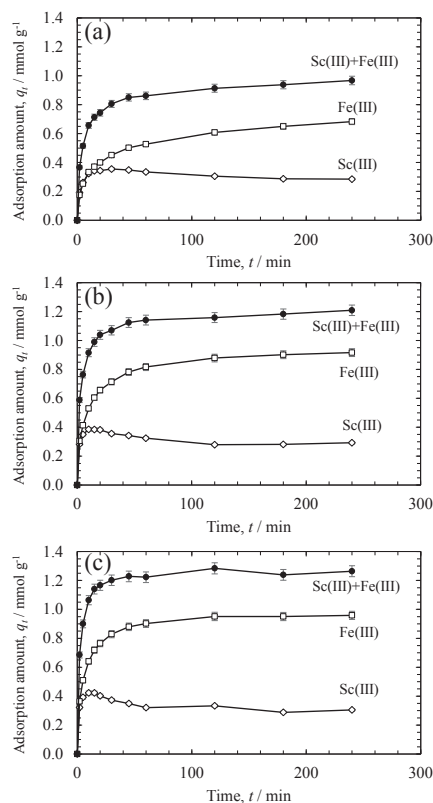 (a)
Adsorption amount, qt / mmol g-1
1.4
1.2
1.0
0.8
0.6
0.4
0.2
0.0
Sc(III)+Fe(III)
Fe(III)
Sc(III)
0
100
200
300
Time, t / min
(b)
Adsorption amount, qt / mmol g-1
1.4
1.2
1.0
0.8
0.6
0.4
0.2
0.0
Sc(III)+Fe(III)
Fe(III)
Sc(III)
0
100
200
300
Time, t / min
(c)
Adsorption amount, qt / mmol g-1
1.4
1.2
1.0
0.8
0.6
0.4
0.2
0.0
Sc(III)+Fe(III)
Fe(III)
Sc(III)
0
100
200
300
Time, t / min